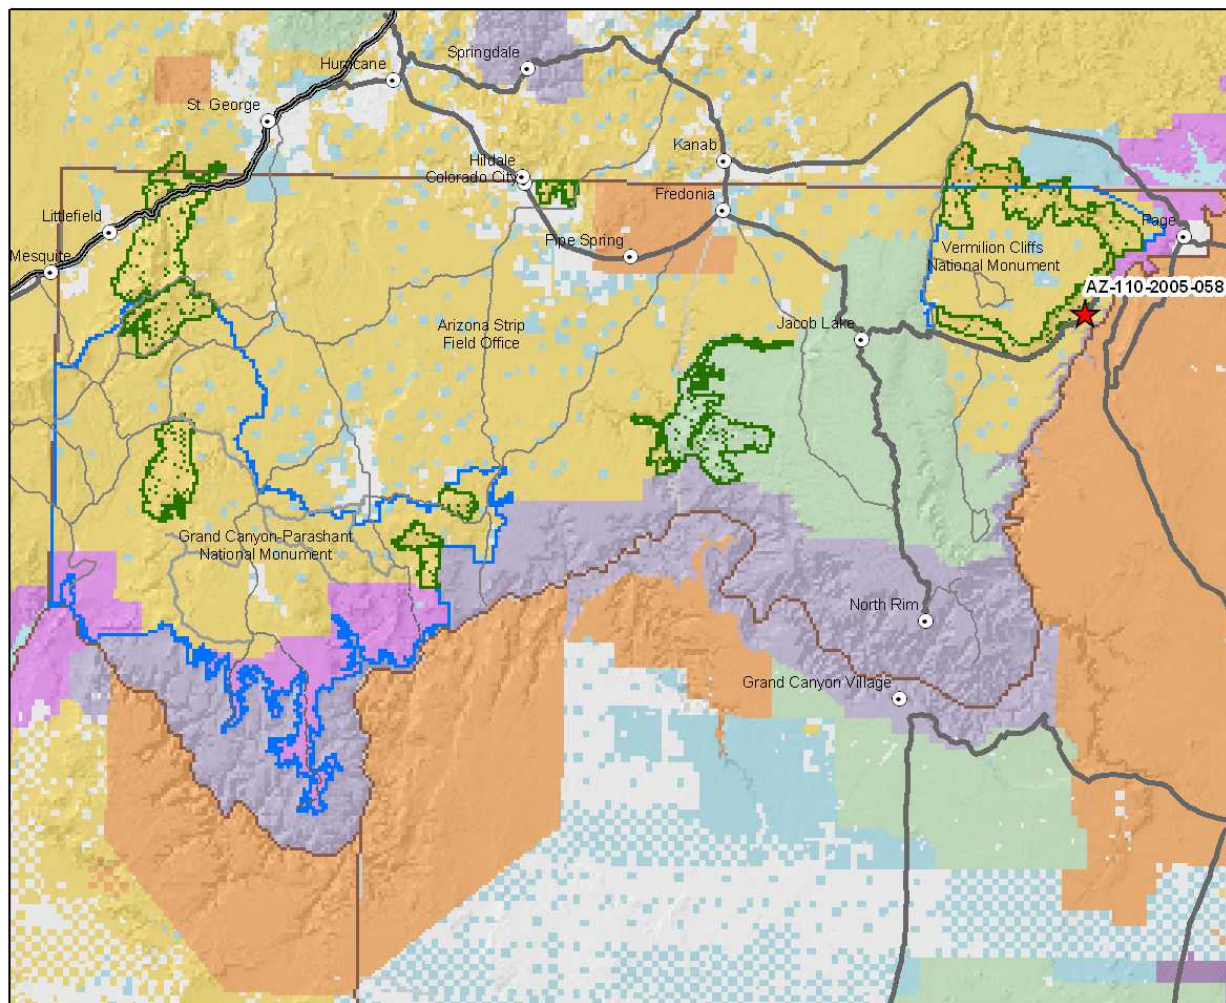 Springdale
Hurricane
St. George
Kanab
Hildale
Colorado City
Fredonia
Littlefield
Page
Pipe Spring
Mesquite
Vermilion Cliffs
National Monument
AZ-110-2005-058
Arizona Strip
Field Office
Jacob Lake
Grand Canyon-Parashant
National Monument
North Rim
Grand Canyon Village